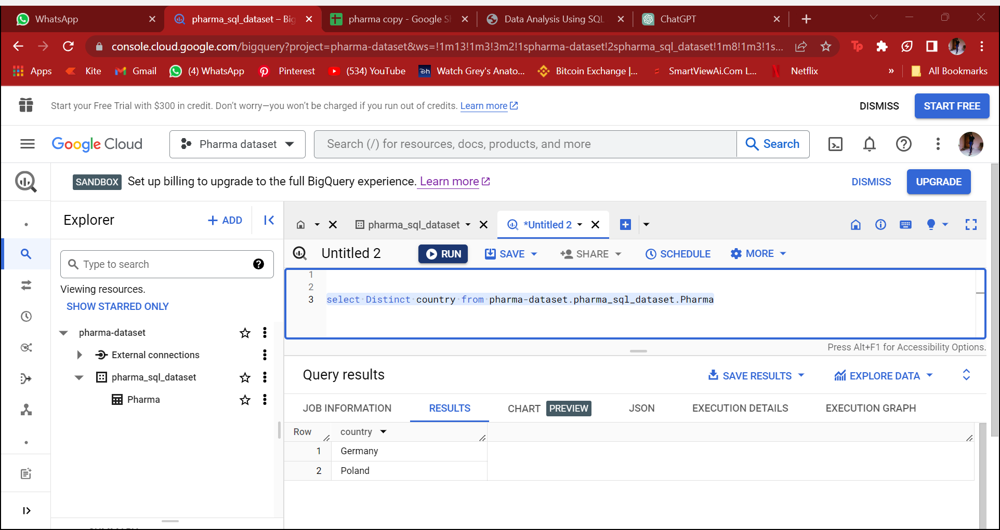 WhatsApp
pharma_sql_dataset – Big
pharma copy - Google Sh
Data Analysis Using SQL
ChatGPT
console.cloud.google.com/bigquery?project=pharma-dataset&ws=!1m13!1m3!3m2!1spharma-dataset!2spharma_sql_dataset!1m8!1m3!1s...
Tp
Apps
Kite
Gmail
(4) WhatsApp
Pinterest
(534) YouTube
Watch Grey's Anato...
Bitcoin Exchange |...
SmartViewAi.Com L...
Netflix
»
All Bookmarks
Start your Free Trial with $300 in credit. Don't worry—you won't be charged if you run out of credits. Learn more
DISMISS
START FREE
Google Cloud
Pharma dataset
Search (/) for resources, docs, products, and more
Search
SANDBOX Set up billing to upgrade to the full BigQuery experience. Learn more
DISMISS
UPGRADE
Explorer
+ ADD
Type to search
Viewing resources.
SHOW STARRED ONLY
pharma-dataset
External connections
pharma_sql_dataset
Pharma
pharma_sql_dataset
*Untitled 2
Untitled 2
RUN
SAVE
SHARE
SCHEDULE
MORE
1
2
3 select Distinct country from pharma-dataset.pharma_sql_dataset.Pharma
Press Alt+F1 for Accessibility Options.
Query results
SAVE RESULTS
EXPLORE DATA
JOB INFORMATION
RESULTS
CHART PREVIEW
JSON
EXECUTION DETAILS
EXECUTION GRAPH
Row country
1 Germany
2 Poland